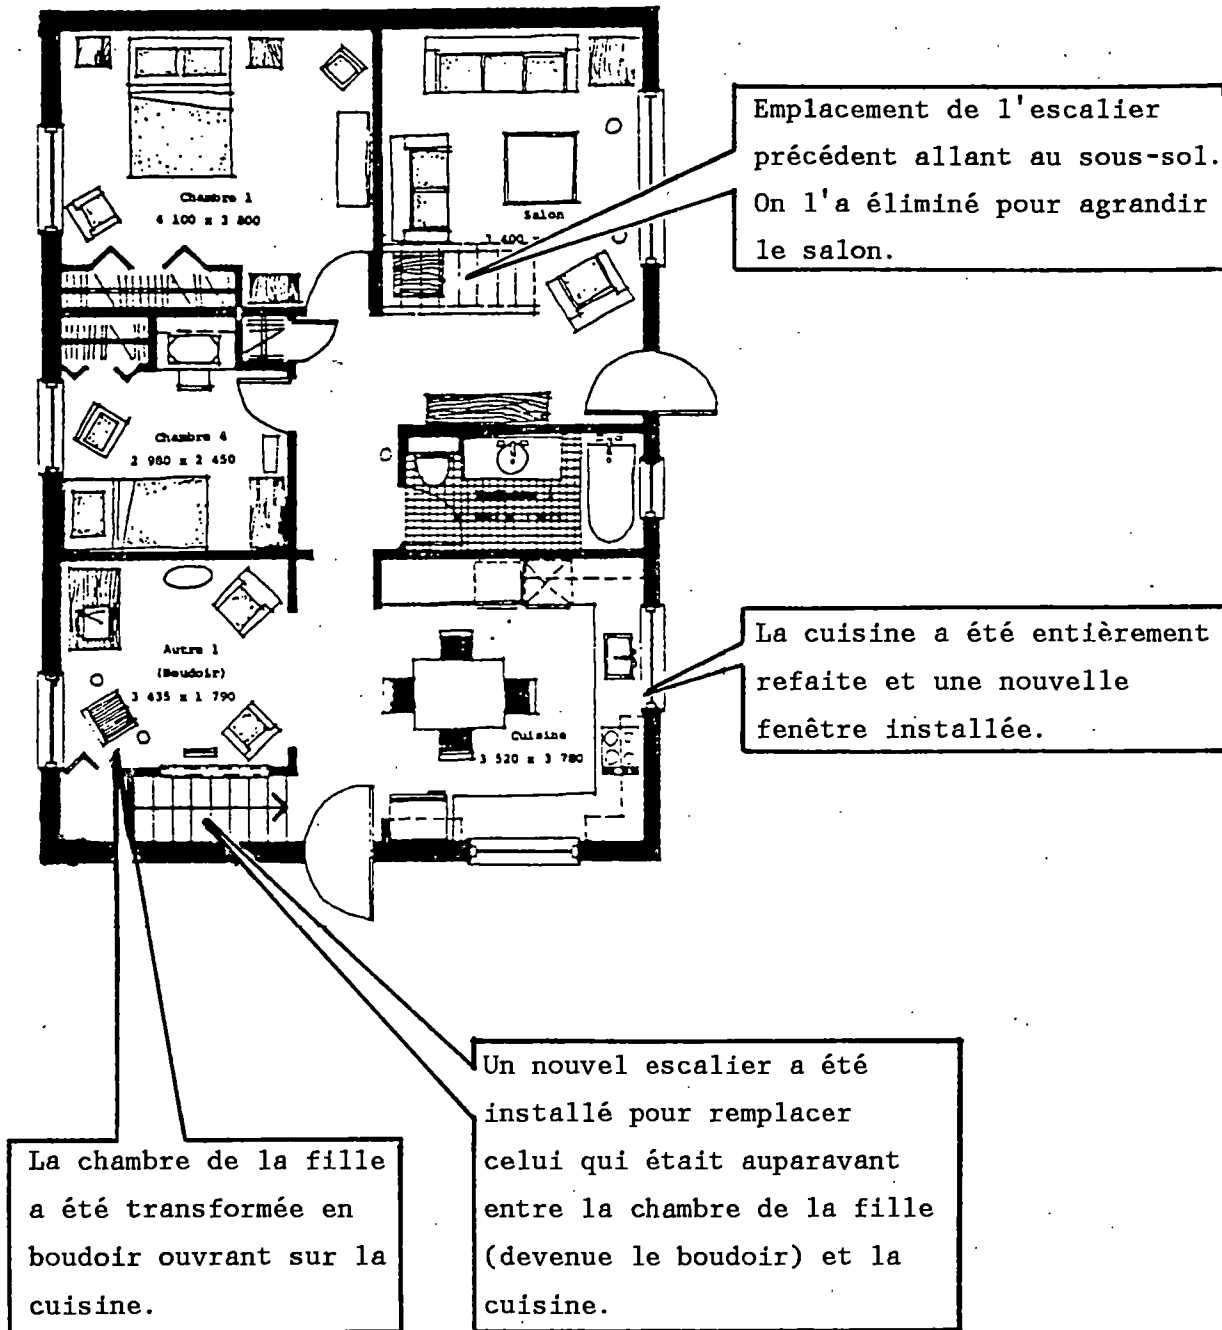 Chambre 1
4 100 x 3 800
Salon
3 400
Emplacement de l'escalier
précédent allant au sous-sol.
On l'a éliminé pour agrandir
le salon.
Chambre 4
2 980 x 2 450
Autre 1
(Boudoir)
3 435 x 1 790
Cuisine
3 520 x 3 780
La cuisine a été entièrement
refaite et une nouvelle
fenêtre installée.
Un nouvel escalier a été
installé pour remplacer
celui qui était auparavant
entre la chambre de la fille
(devenue le boudoir) et la
cuisine.
La chambre de la fille
a été transformée en
boudoir ouvrant sur la
cuisine.